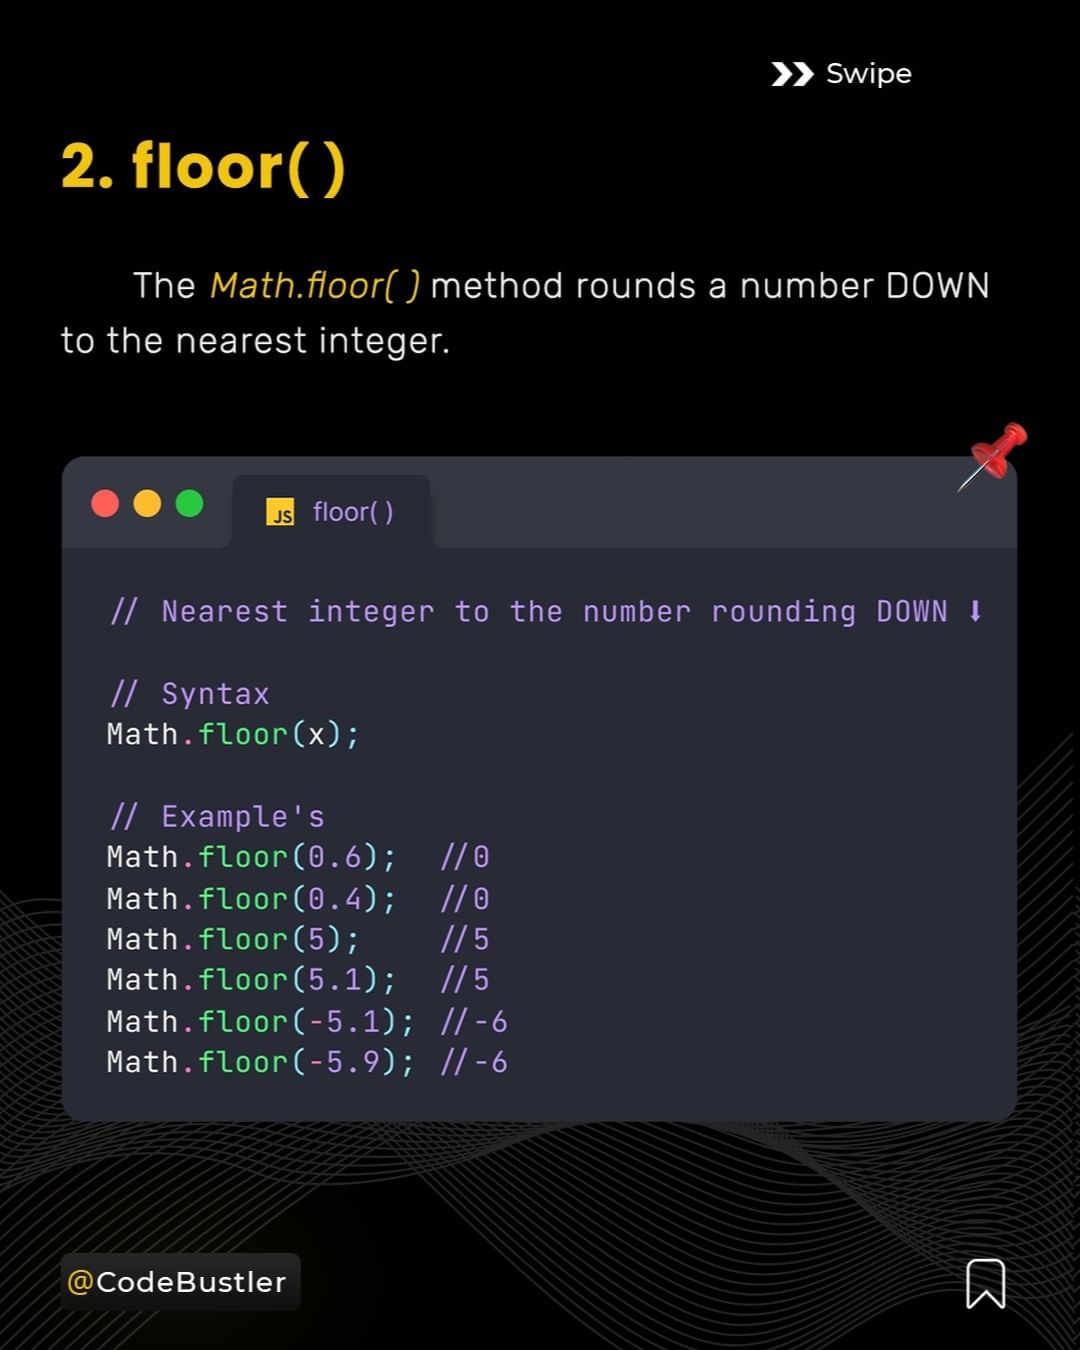 Swipe
2. floor( )
The Math.floor( ) method rounds a number DOWN
to the nearest integer.
JS floor( )
// Nearest integer to the number rounding DOWN ⬇
// Syntax
Math.floor(x);
// Example's
Math.floor(0.6); //0
Math.floor(0.4); //0
Math.floor(5); //5
Math.floor(5.1); //5
Math.floor(-5.1); //-6
Math.floor(-5.9); //-6
@CodeBustler